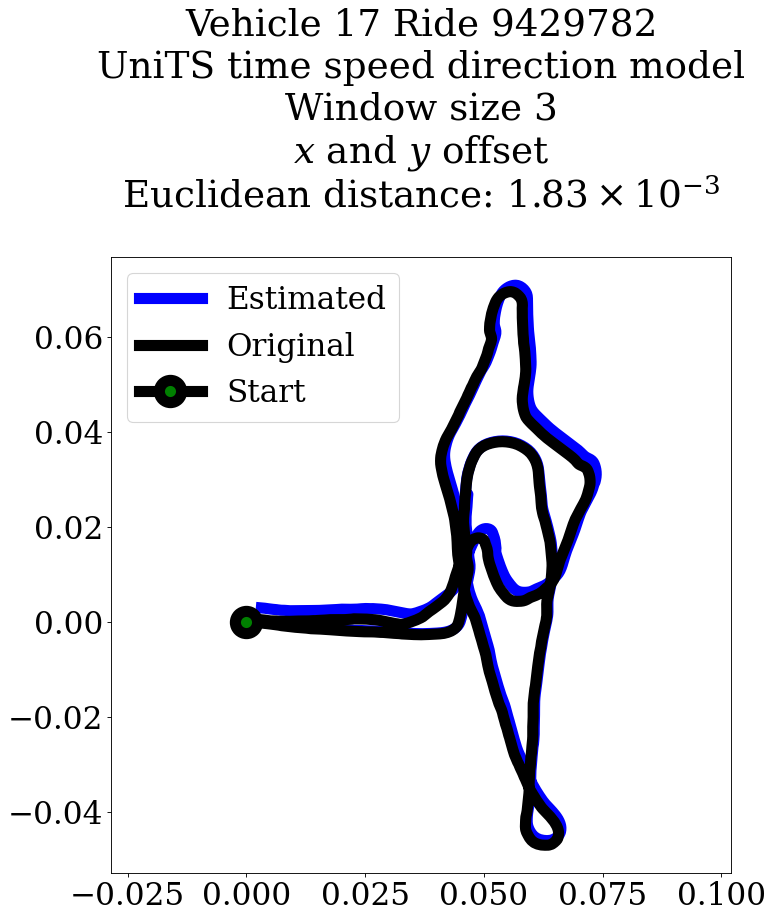 Vehicle 17 Ride 9429782
UniTS time speed direction model
Window size 3
x and y offset
Euclidean distance: 1.83 × 10⁻³
Estimated
Original
Start
0.06
0.04
0.02
0.00
−0.02
−0.04
−0.025 0.000 0.025 0.050 0.075 0.100